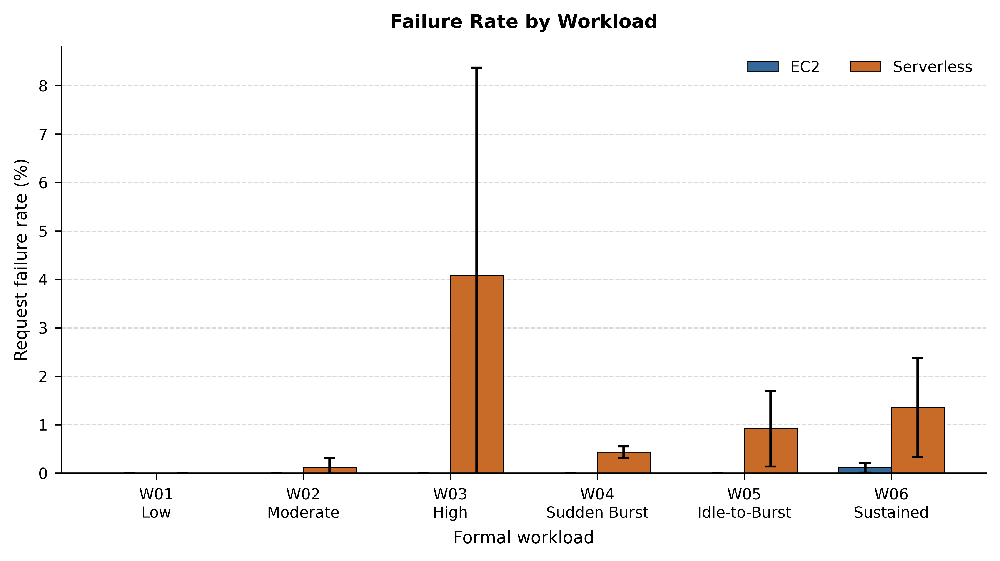 Failure Rate by Workload
EC2
Serverless
Request failure rate (%)
8
7
6
5
4
3
2
1
0
W01
Low
W02
Moderate
W03
High
W04
Sudden Burst
W05
Idle-to-Burst
W06
Sustained
Formal workload